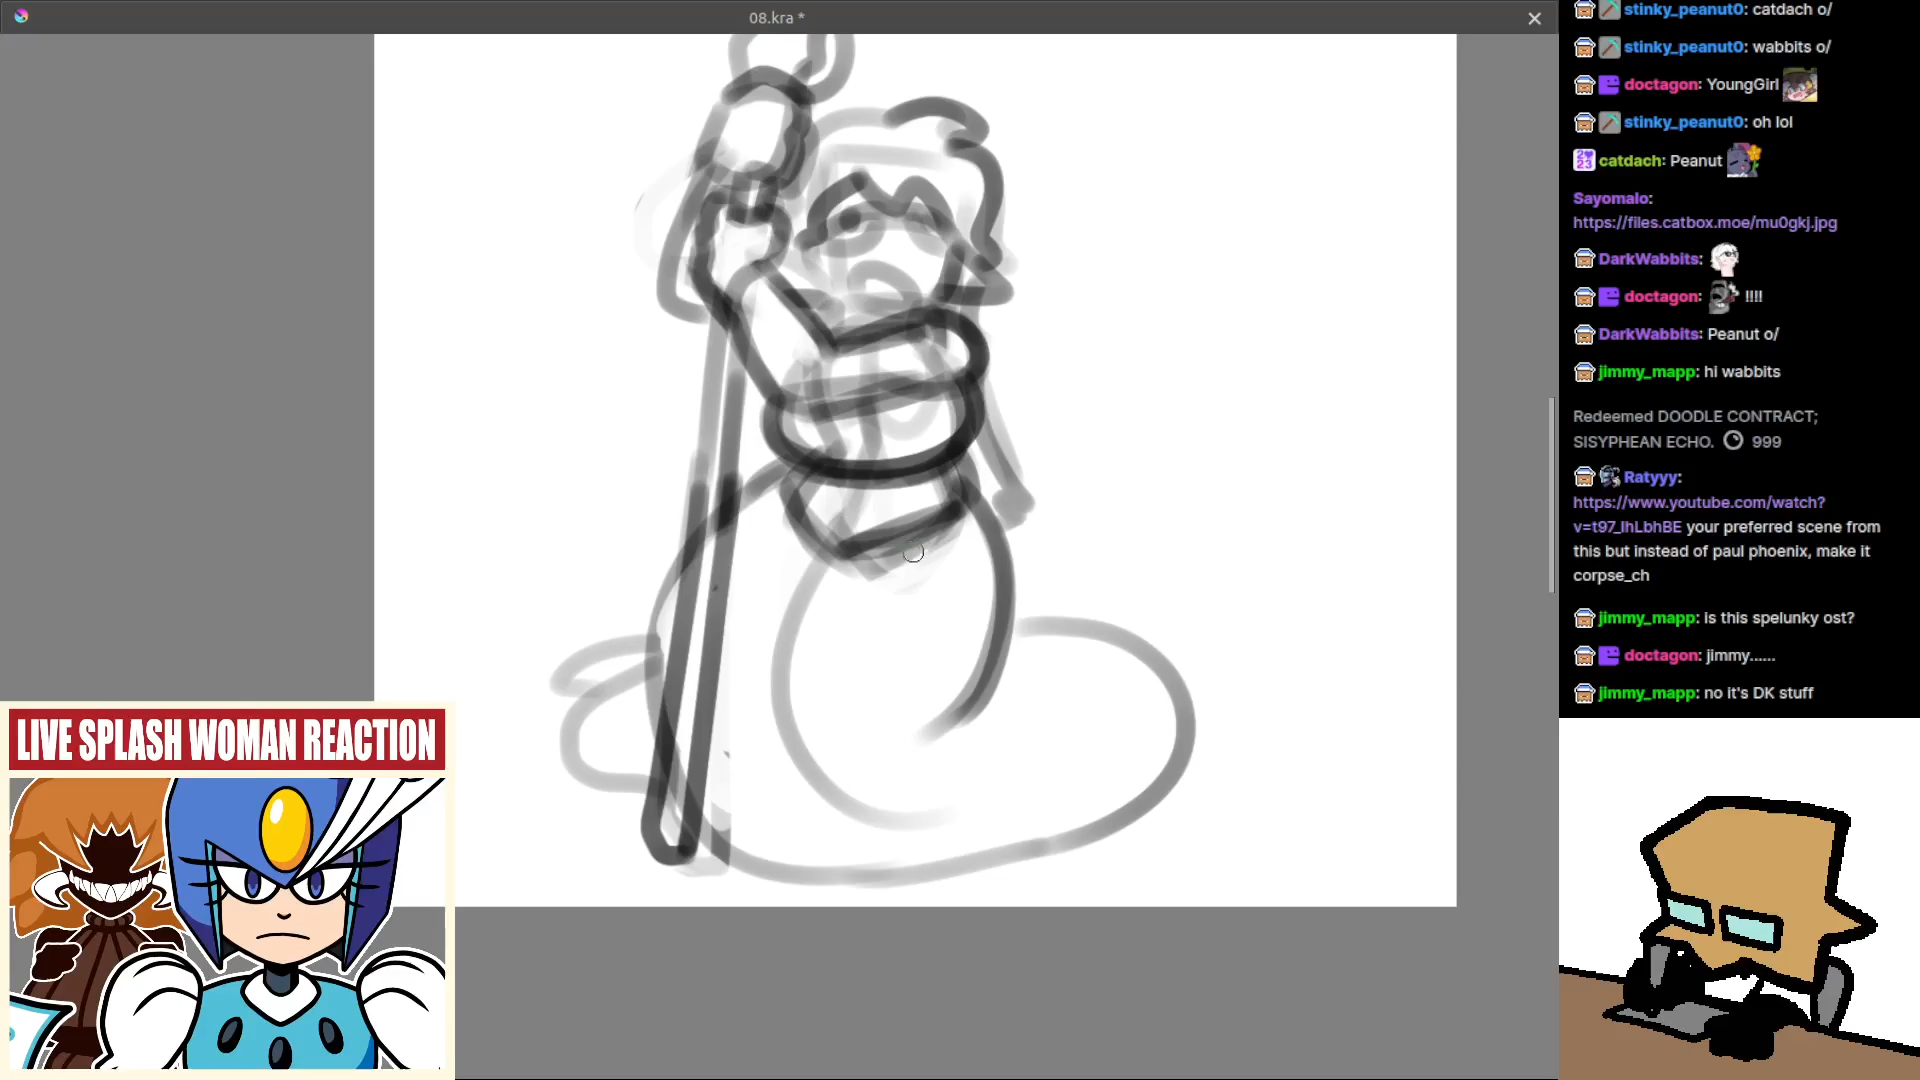 08.kra *
stinky_peanut0: catdach o/
stinky_peanut0: wabbits o/
doctagon: YoungGirl
stinky_peanut0: oh lol
catdach: Peanut
Sayomalo:
https://files.catbox.moe/mu0gkj.jpg
DarkWabbits:
doctagon: !!!!
DarkWabbits: Peanut o/
jimmy_mapp: hi wabbits
Redeemed DOODLE CONTRACT;
SISYPHEAN ECHO. 999
Ratyyy:
https://www.youtube.com/watch?
v=t97_lhLbhBE your preferred scene from
this but instead of paul phoenix, make it
corpse_ch
jimmy_mapp: is this spelunky ost?
doctagon: jimmy......
jimmy_mapp: no it's DK stuff
LIVE SPLASH WOMAN REACTION